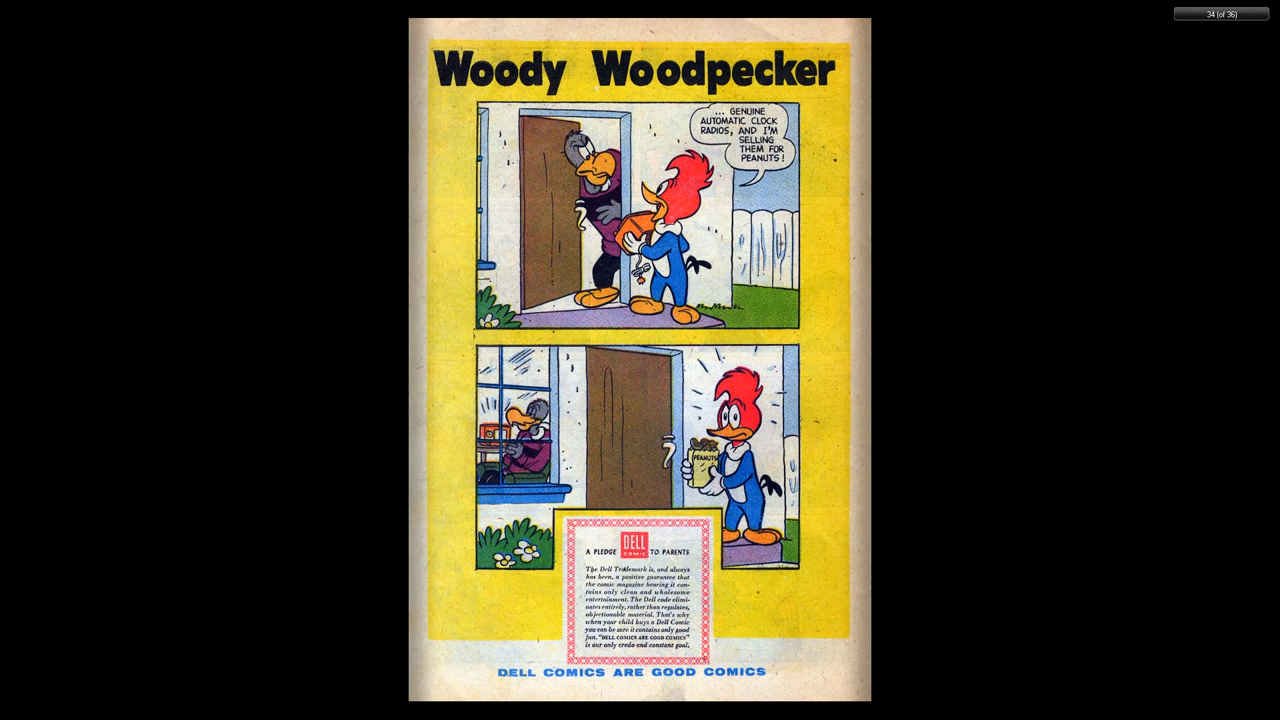 34 (of 36)
Woody Woodpecker
... GENUINE
AUTOMATIC CLOCK
RADIOS, AND I'M
SELLING
THEM FOR
PEANUTS!
PEANUTS
A PLEDGE DELL COMIC TO PARENTS
The Dell Trademark is, and always
has been, a positive guarantee that
the comic magazine bearing it con-
tains only clean and wholesome
entertainment. The Dell code elimi-
nates entirely, rather than regulates,
objectionable material. That's why
when your child buys a Dell Comic
you can be sure it contains only good
fun. "DELL COMICS ARE GOOD COMICS"
is our only credo and constant goal.
DELL COMICS ARE GOOD COMICS